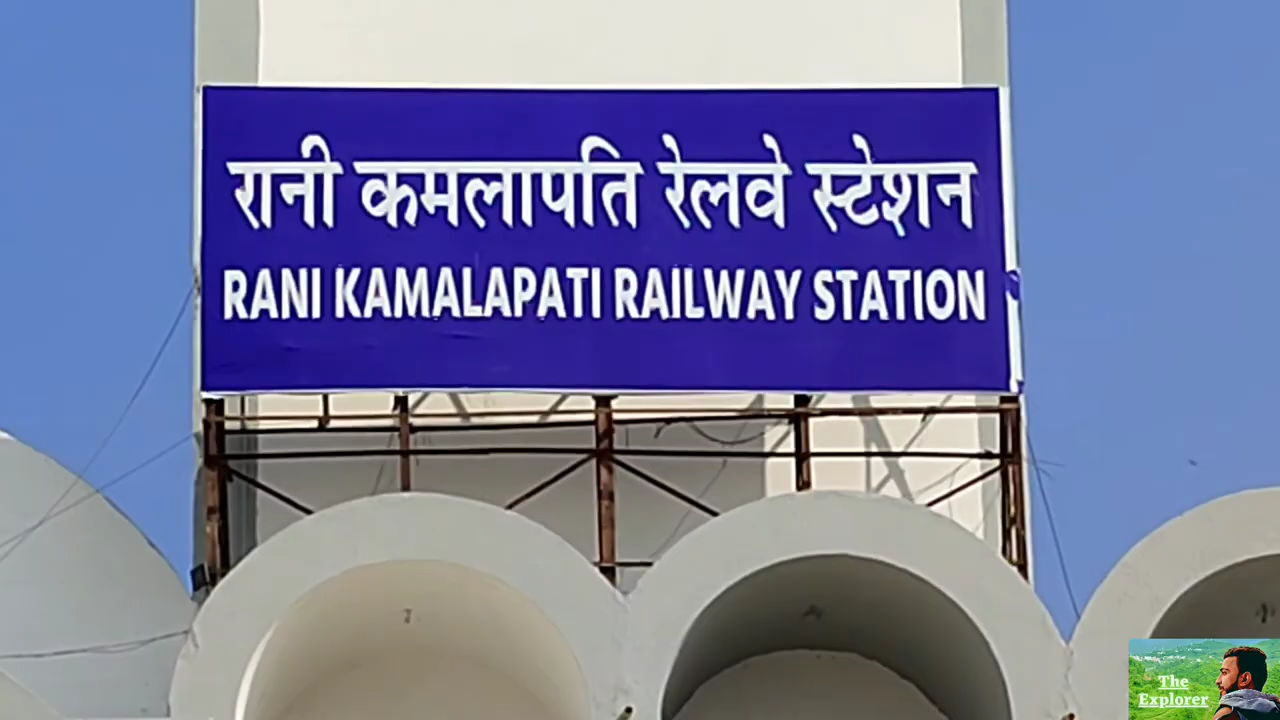 रानी कमलापति रेलवे स्टेशन
RANI KAMALAPATI RAILWAY STATION
The
Explorer